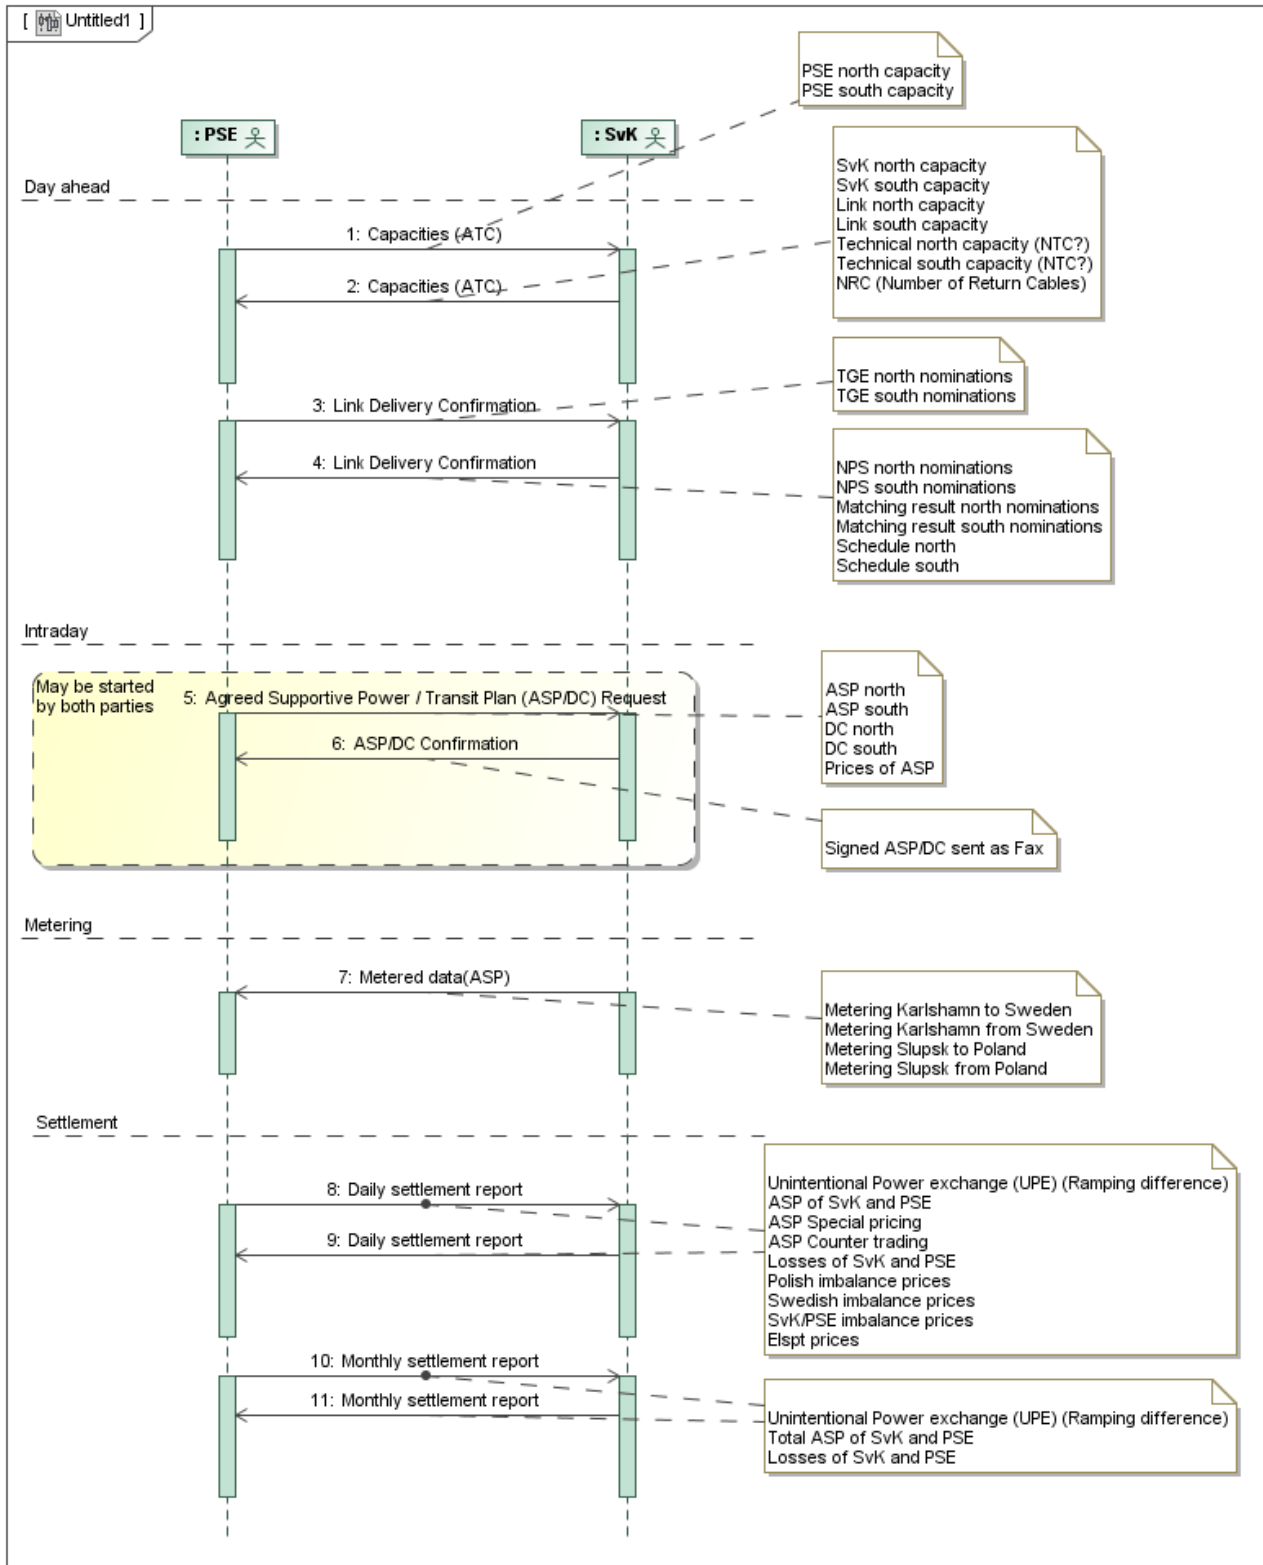 [ Untitled1 ]
PSE north capacity
PSE south capacity
: PSE
: SvK
SvK north capacity
SvK south capacity
Link north capacity
Link south capacity
Technical north capacity (NTC?)
Technical south capacity (NTC?)
NRC (Number of Return Cables)
Day ahead
1: Capacities (ATC)
2: Capacities (ATC)
TGE north nominations
TGE south nominations
3: Link Delivery Confirmation
4: Link Delivery Confirmation
NPS north nominations
NPS south nominations
Matching result north nominations
Matching result south nominations
Schedule north
Schedule south
Intraday
May be started
by both parties
5: Agreed Supportive Power / Transit Plan (ASP/DC) Request
6: ASP/DC Confirmation
ASP north
ASP south
DC north
DC south
Prices of ASP
Signed ASP/DC sent as Fax
Metering
7: Metered data(ASP)
Metering Karlshamn to Sweden
Metering Karlshamn from Sweden
Metering Slupsk to Poland
Metering Slupsk from Poland
Settlement
8: Daily settlement report
9: Daily settlement report
Unintentional Power exchange (UPE) (Ramping difference)
ASP of SvK and PSE
ASP Special pricing
ASP Counter trading
Losses of SvK and PSE
Polish imbalance prices
Swedish imbalance prices
SvK/PSE imbalance prices
Elspt prices
10: Monthly settlement report
11: Monthly settlement report
Unintentional Power exchange (UPE) (Ramping difference)
Total ASP of SvK and PSE
Losses of SvK and PSE